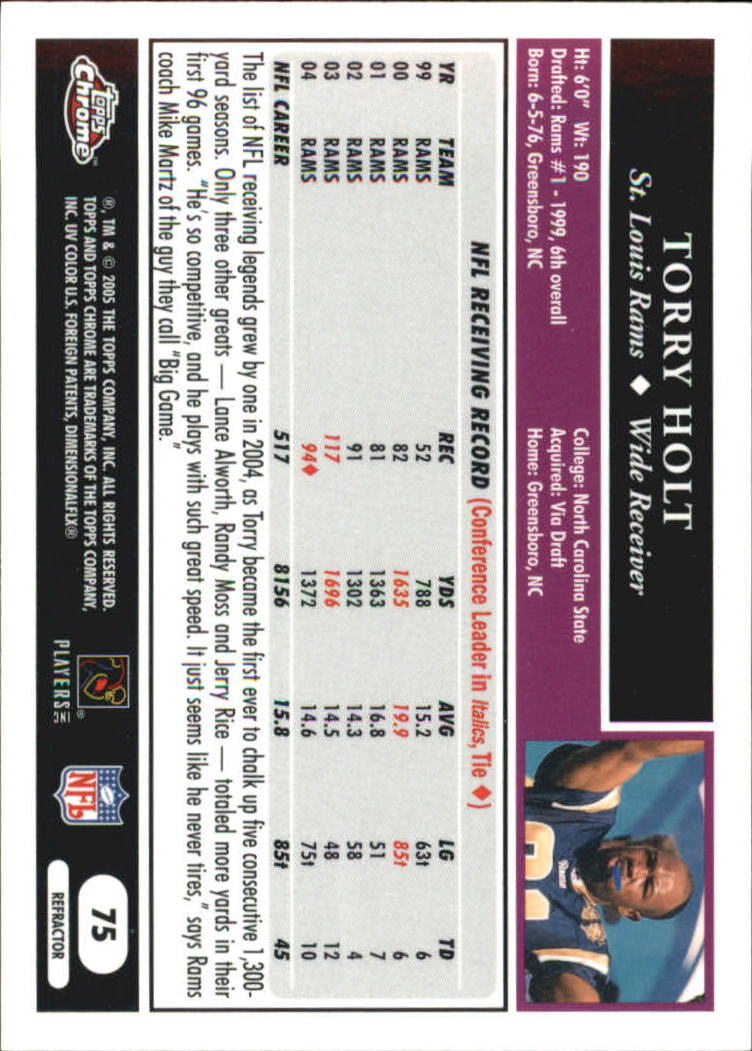 TORRY HOLT
St. Louis Rams ♦ Wide Receiver
Ht: 6'0" Wt: 190 College: North Carolina State
Drafted: Rams #1 - 1999, 6th overall Acquired: Via Draft
Born: 6-5-76, Greensboro, NC Home: Greensboro, NC
NFL RECEIVING RECORD (Conference Leader in Italics, Tie ♦)
YR TEAM REC YDS AVG LG TD
99 RAMS 52 788 15.2 63t 6
00 RAMS 82 1635 19.9 85t 6
01 RAMS 81 1363 16.8 51 7
02 RAMS 91 1302 14.3 58 4
03 RAMS 117 1696 14.5 48 12
04 RAMS 94♦ 1372 14.6 75t 10
NFL CAREER 517 8156 15.8 85t 45
The list of NFL receiving legends grew by one in 2004, as Torry became the first ever to chalk up five consecutive 1,300-
yard seasons. Only three other greats — Lance Alworth, Randy Moss and Jerry Rice — totaled more yards in their
first 96 games. "He's so competitive, and he plays with such great speed. It just seems like he never tires," says Rams
coach Mike Martz of the guy they call "Big Game."
Topps
Chrome™
®, TM & © 2005 THE TOPPS COMPANY, INC. ALL RIGHTS RESERVED.
TOPPS AND TOPPS CHROME ARE TRADEMARKS OF THE TOPPS COMPANY,
INC. UV COLOR U.S. FOREIGN PATENTS, DIMENSIONALFLX®
PLAYERS INC
®
NFL
75
REFRACTOR